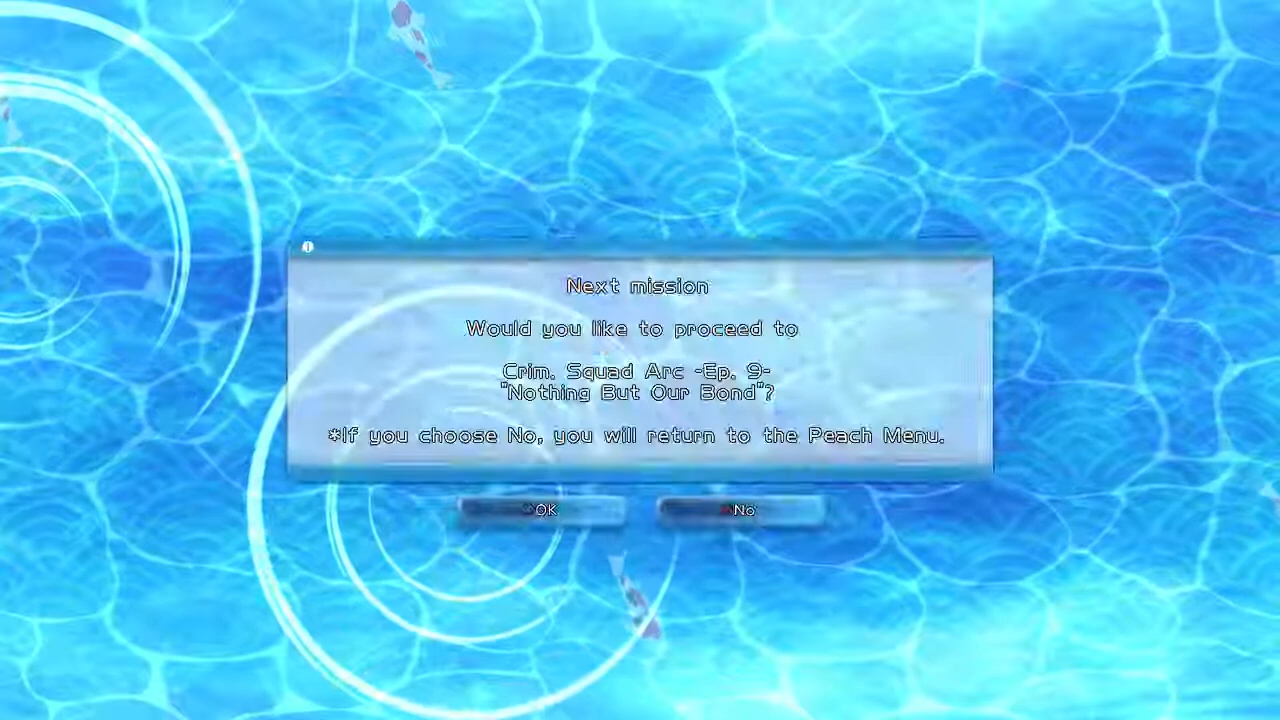 Next mission
Would you like to proceed to
Crim. Squad Arc -Ep. 9-
"Nothing But Our Bond"?
*If you choose No, you will return to the Peach Menu.
OK
No